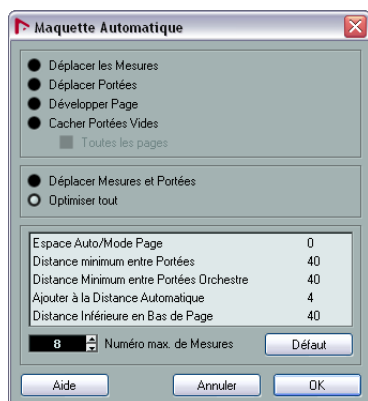 Maquette Automatique
Déplacer les Mesures
Déplacer Portées
Développer Page
Cacher Portées Vides
Toutes les pages
Déplacer Mesures et Portées
Optimiser tout
Espace Auto/Mode Page 0
Distance minimum entre Portées 40
Distance Minimum entre Portées Orchestre 40
Ajouter à la Distance Automatique 4
Distance Inférieure en Bas de Page 40
8 Numéro max. de Mesures Défaut
Aide Annuler OK